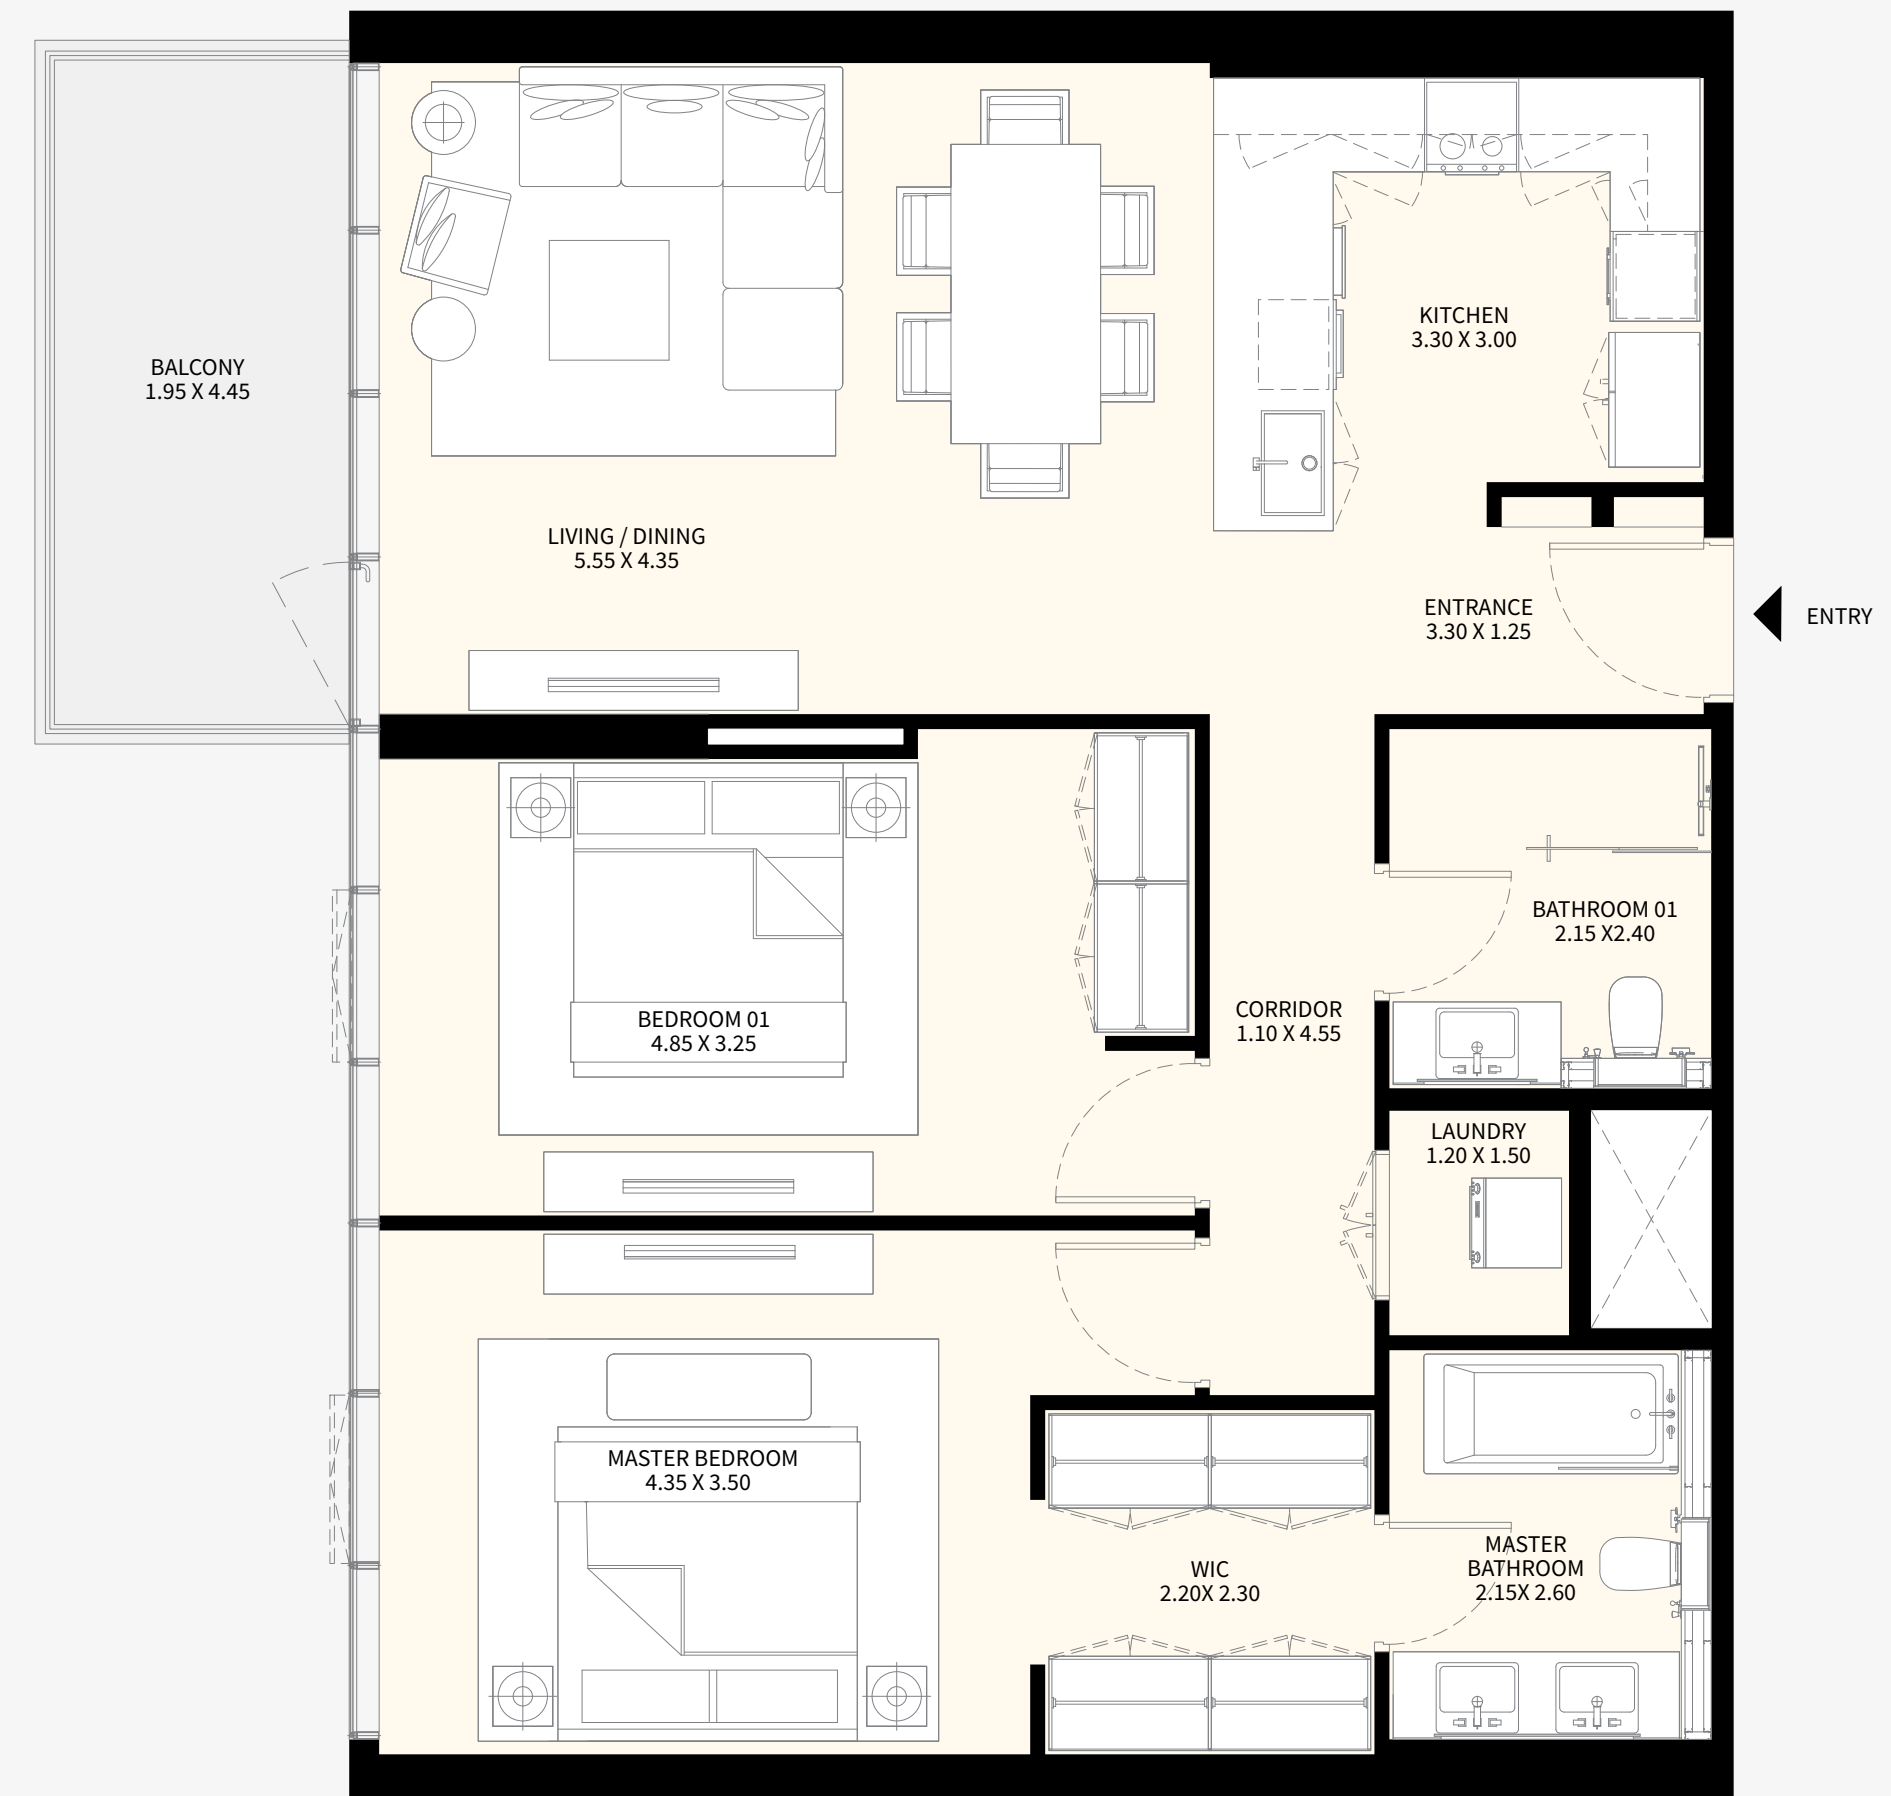 KITCHEN
3.30 X 3.00
BALCONY
1.95 X 4.45
LIVING / DINING
5.55 X 4.35
ENTRANCE
3.30 X 1.25
ENTRY
BATHROOM 01
2.15 X2.40
CORRIDOR
1.10 X 4.55
BEDROOM 01
4.85 X 3.25
LAUNDRY
1.20 X 1.50
MASTER BEDROOM
4.35 X 3.50
MASTER
BATHROOM
2.15X 2.60
WIC
2.20X 2.30